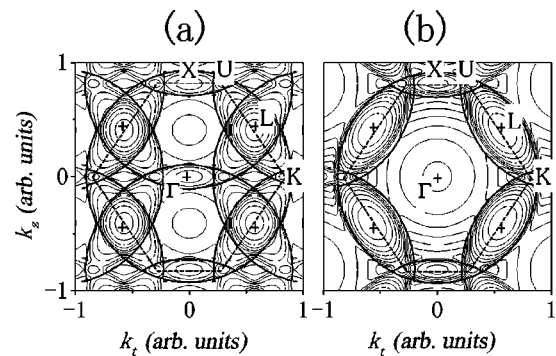 (a) (b)
1 X U X U
L L
k_z (arb. units) 0 Γ K Γ K
−1
−1 0 1 −1 0 1
k_t (arb. units) k_t (arb. units)